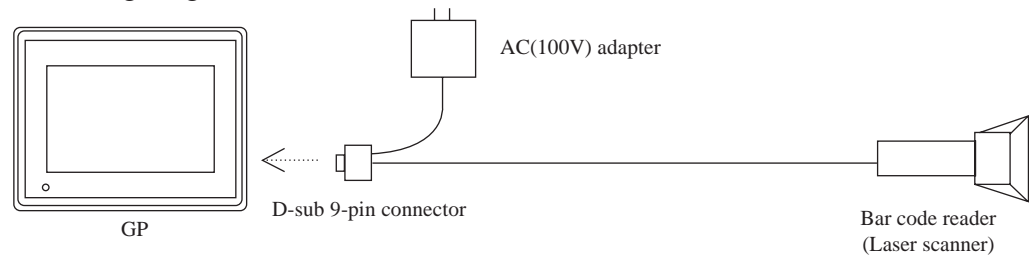 AC(100V) adapter
D-sub 9-pin connector
GP
Bar code reader
(Laser scanner)